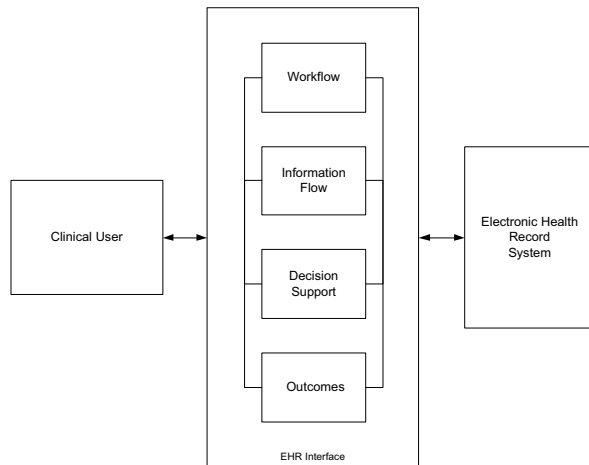 Workflow
Information
Flow
Clinical User
Electronic Health
Record
System
Decision
Support
Outcomes
EHR Interface